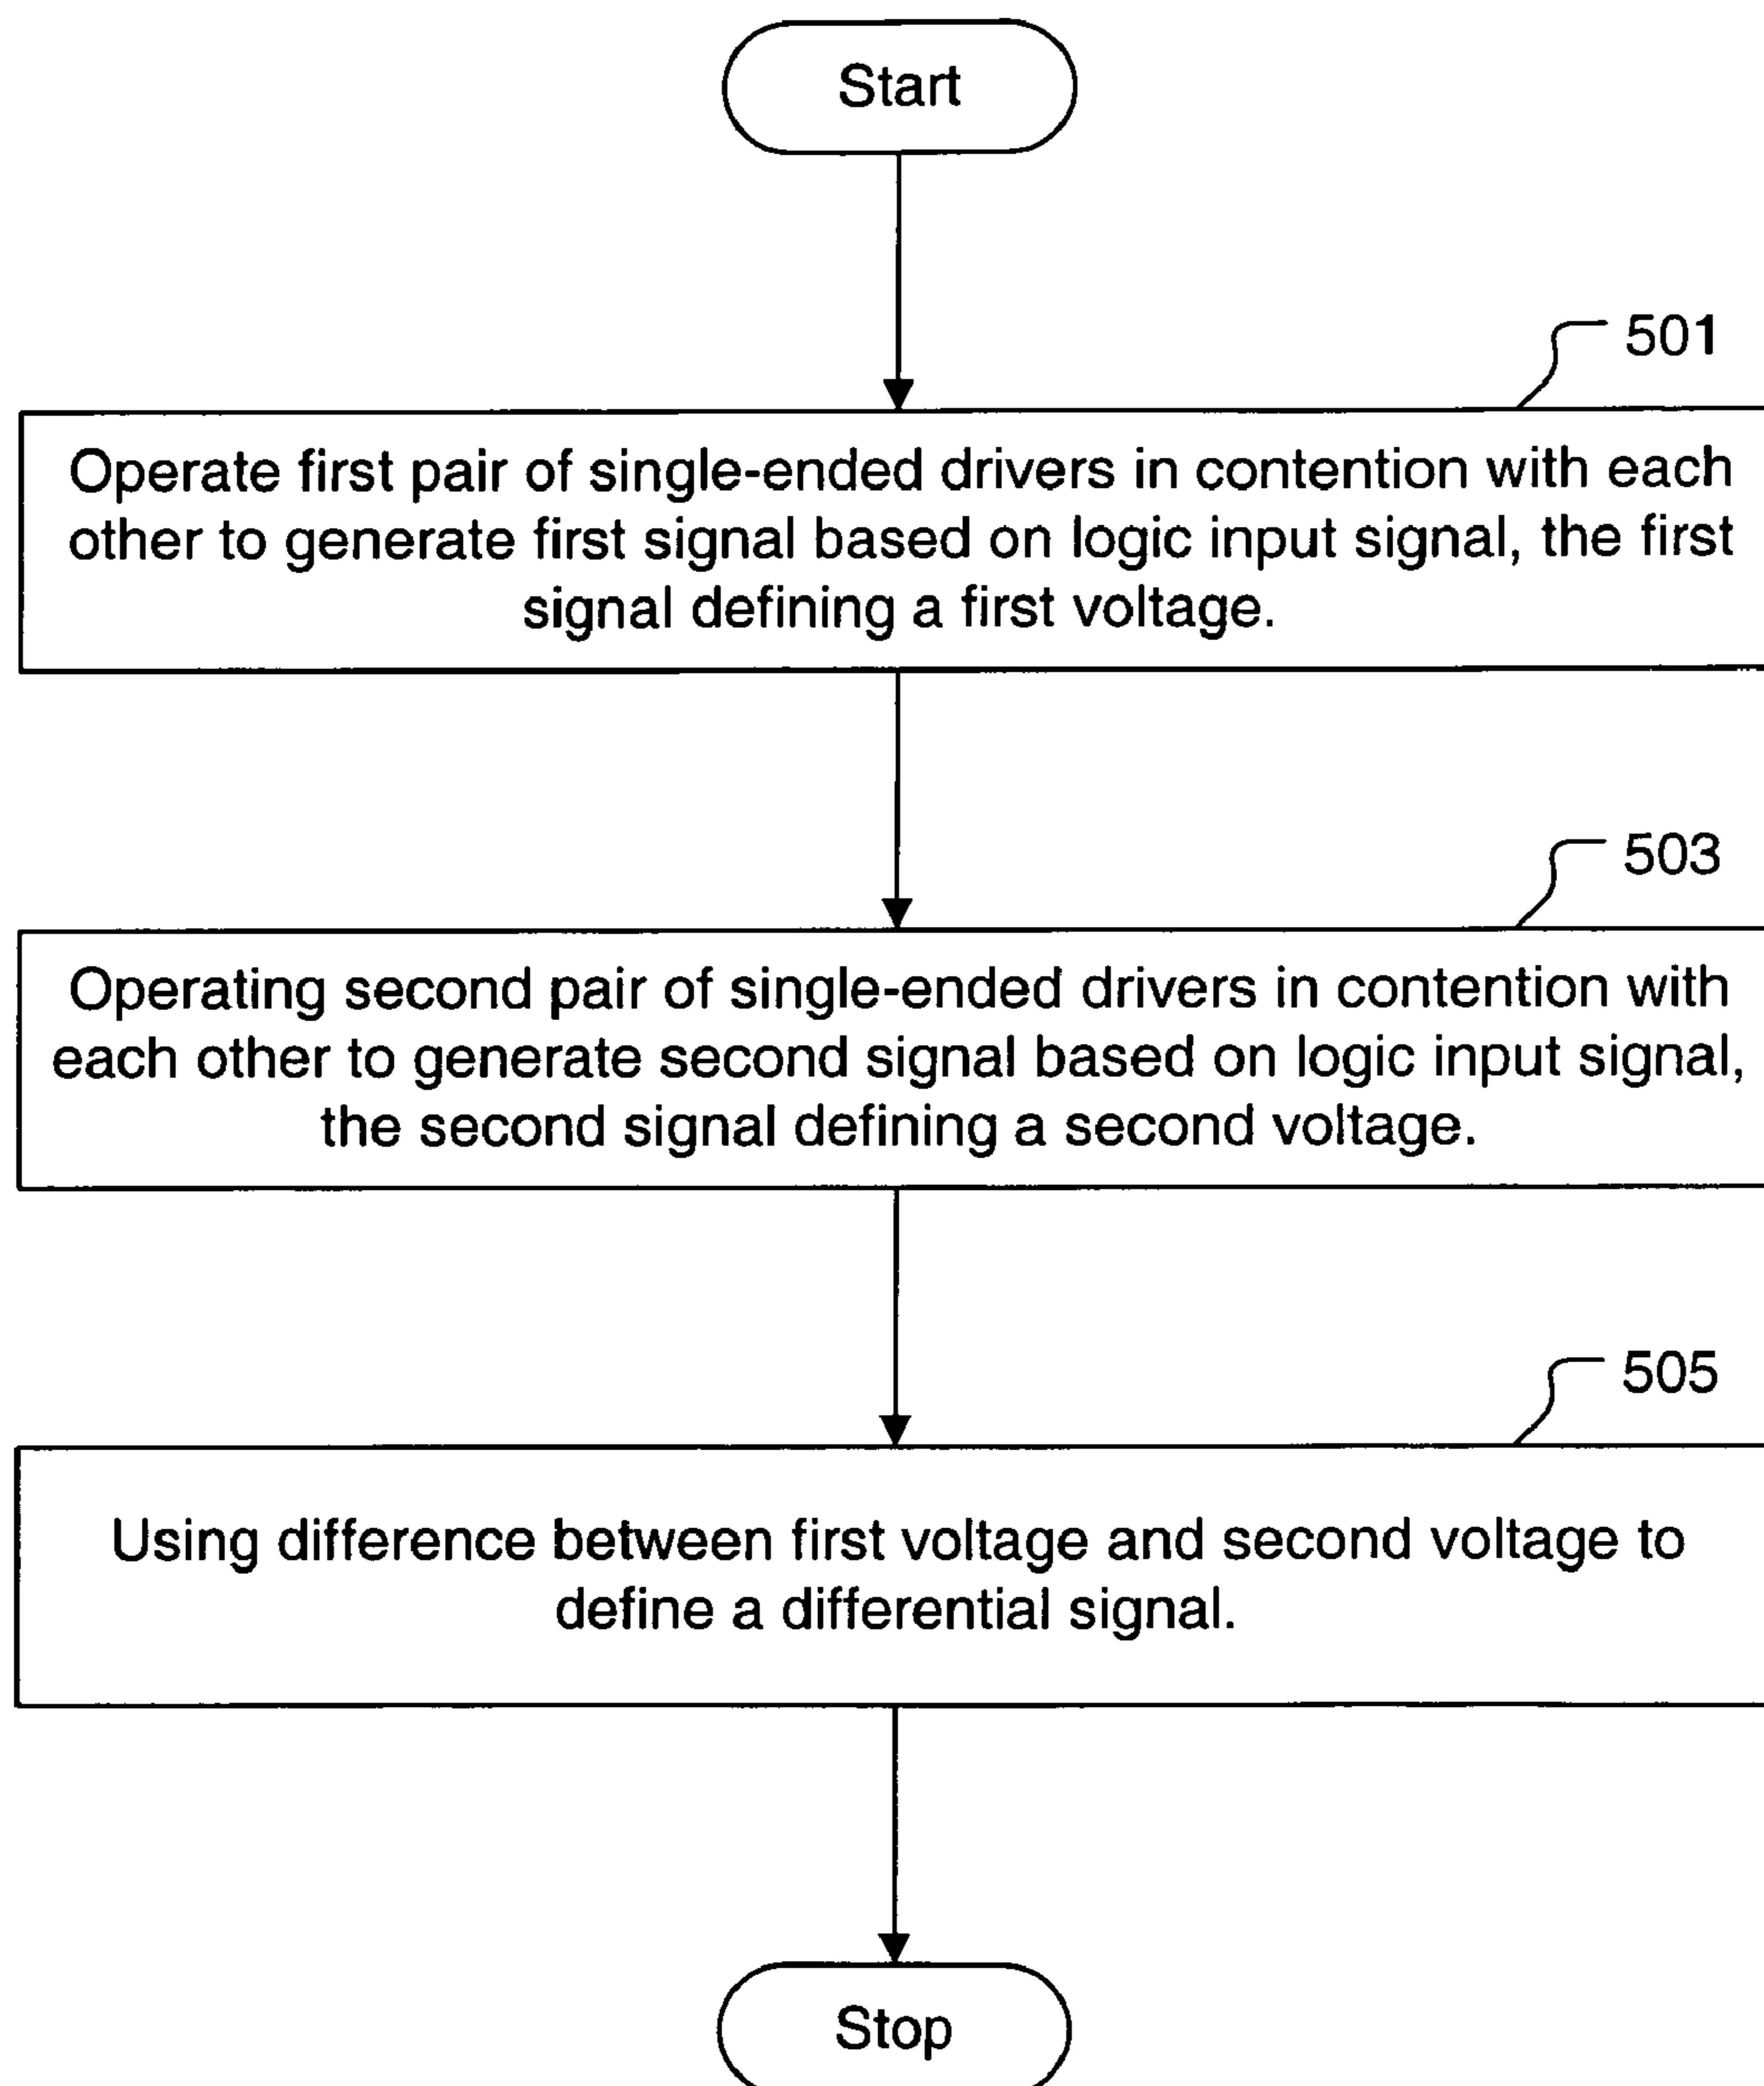 Start
501
Operate first pair of single-ended drivers in contention with each
other to generate first signal based on logic input signal, the first
signal defining a first voltage.
503
Operating second pair of single-ended drivers in contention with
each other to generate second signal based on logic input signal,
the second signal defining a second voltage.
505
Using difference between first voltage and second voltage to
define a differential signal.
Stop